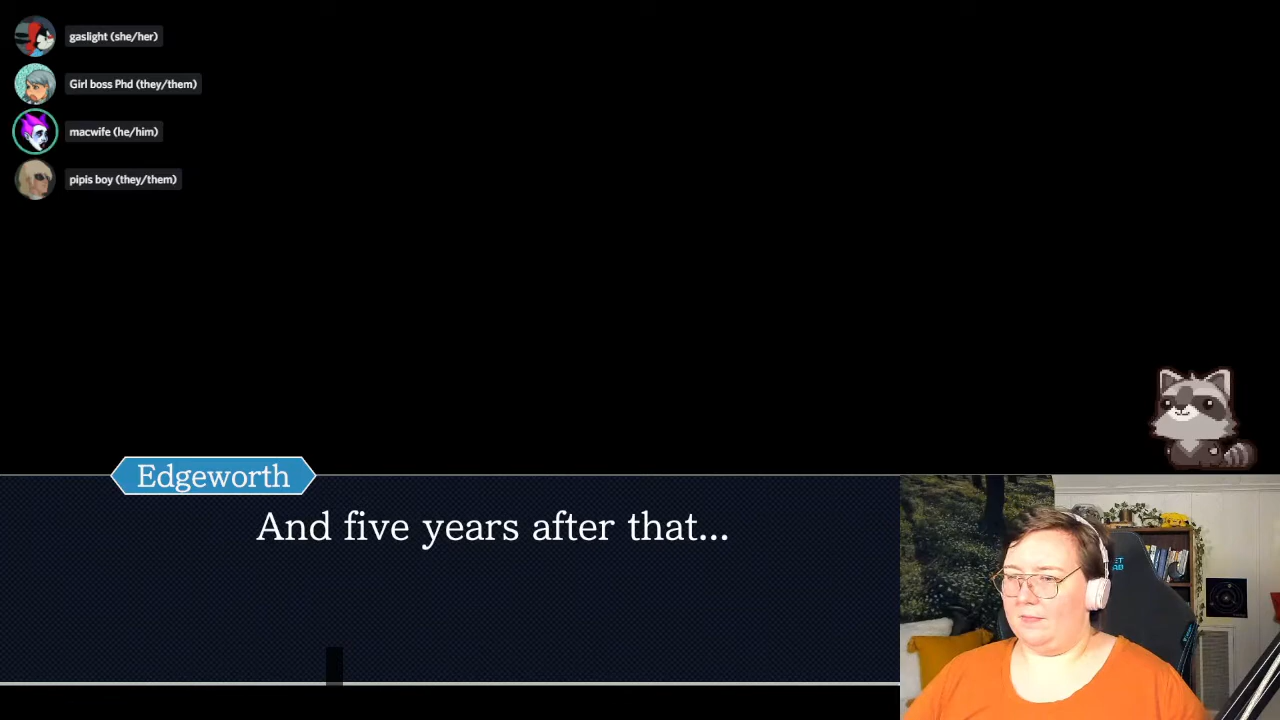 gaslight (she/her)
Girl boss Phd (they/them)
macwife (he/him)
pipis boy (they/them)
Edgeworth
And five years after that...